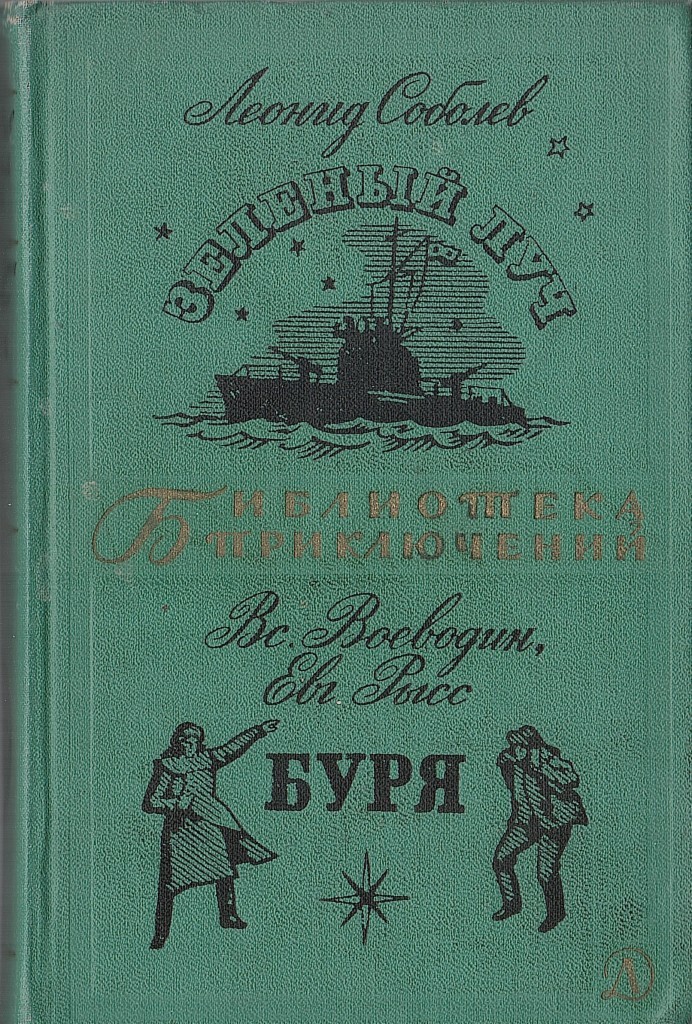 Леонид Соболев
ЗЕЛЕНЫЙ ЛУЧ
БИБЛИОТЕКА
ПРИКЛЮЧЕНИЙ
Вс. Воеводин,
Евг. Рысс
БУРЯ
Д